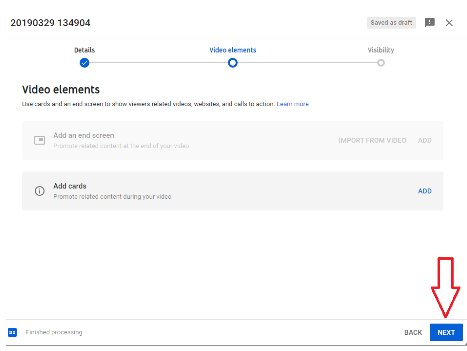 20190329 134904
Saved as draft
Details
Video elements
Visibility
Video elements
Use cards and an end screen to show viewers related videos, websites, and calls to action. Learn more
Add an end screen
Promote related content at the end of your video
IMPORT FROM VIDEO
ADD
Add cards
Promote related content during your video
ADD
Finished processing
BACK
NEXT